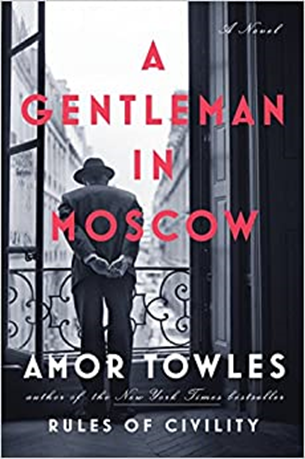 A Novel
A
GENTLEMAN
IN
MOSCOW
AMOR TOWLES
author of the New York Times bestseller
RULES OF CIVILITY